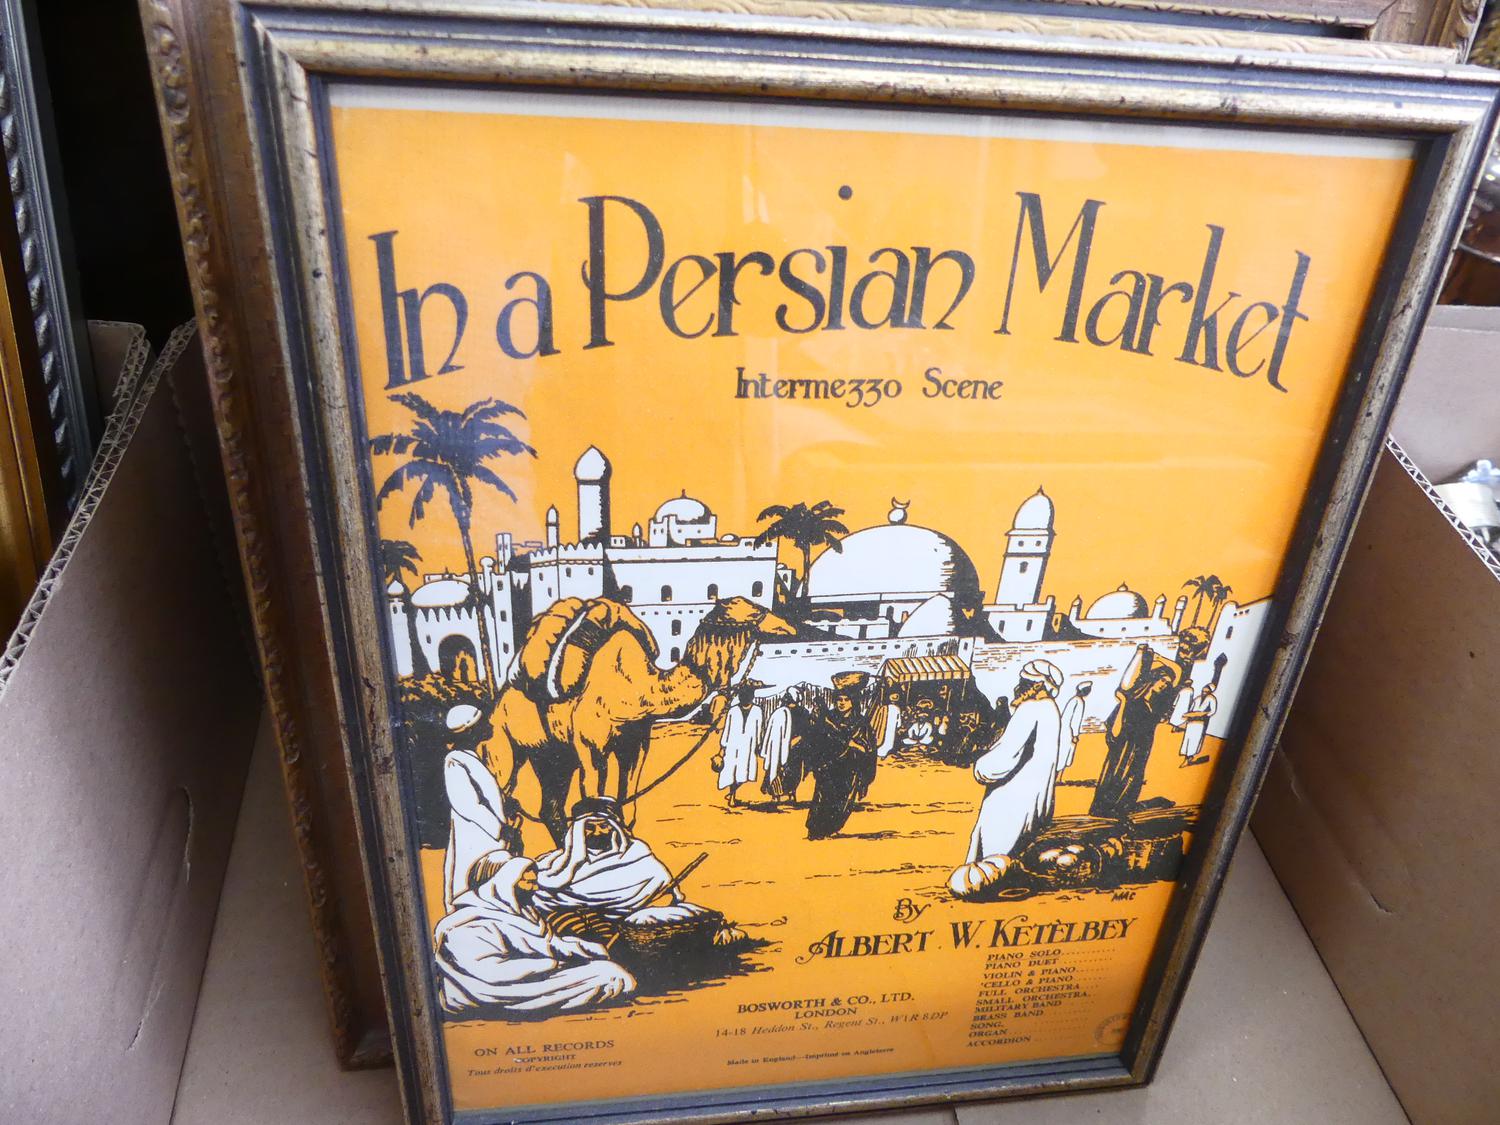 In a Persian Market
Intermezzo Scene
MAC
By
ALBERT W. KETÈLBEY
PIANO SOLO
PIANO DUET
VIOLIN & PIANO
'CELLO & PIANO
FULL ORCHESTRA
SMALL ORCHESTRA
MILITARY BAND
BRASS BAND
SONG
ORGAN
ACCORDION
BOSWORTH & CO., LTD.
LONDON
14-18 Heddon St., Regent St., W1R 8DP
Made in England—Imprimé en Angleterre
ON ALL RECORDS
COPYRIGHT
Tous droits d'execution reserves